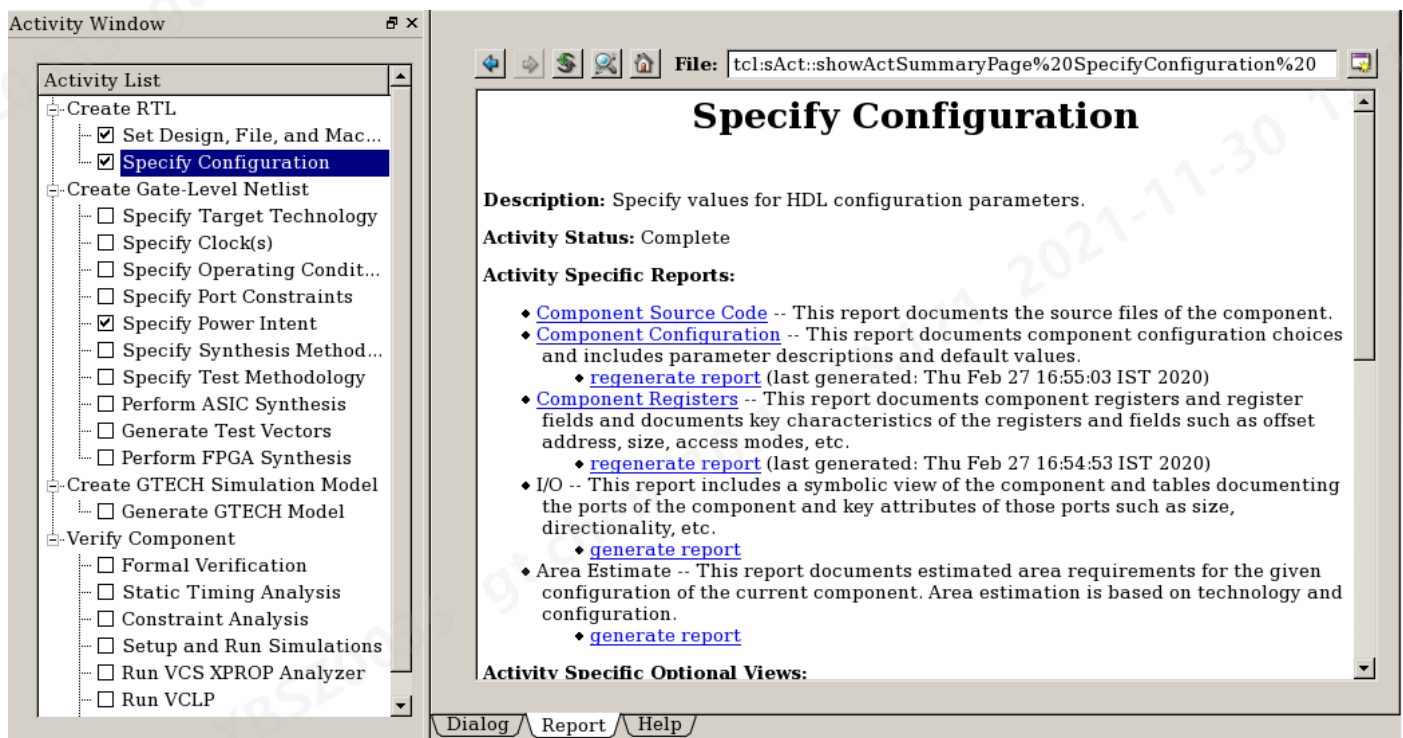 Activity Window
Activity List
Create RTL
Set Design, File, and Mac...
Specify Configuration
Create Gate-Level Netlist
Specify Target Technology
Specify Clock(s)
Specify Operating Condit...
Specify Port Constraints
Specify Power Intent
Specify Synthesis Method...
Specify Test Methodology
Perform ASIC Synthesis
Generate Test Vectors
Perform FPGA Synthesis
Create GTECH Simulation Model
Generate GTECH Model
Verify Component
Formal Verification
Static Timing Analysis
Constraint Analysis
Setup and Run Simulations
Run VCS XPROP Analyzer
Run VCLP
File: tcl:sAct::showActSummaryPage%20SpecifyConfiguration%20
Specify Configuration
Description: Specify values for HDL configuration parameters.
Activity Status: Complete
Activity Specific Reports:
Component Source Code -- This report documents the source files of the component.
Component Configuration -- This report documents component configuration choices
and includes parameter descriptions and default values.
regenerate report (last generated: Thu Feb 27 16:55:03 IST 2020)
Component Registers -- This report documents component registers and register
fields and documents key characteristics of the registers and fields such as offset
address, size, access modes, etc.
regenerate report (last generated: Thu Feb 27 16:54:53 IST 2020)
I/O -- This report includes a symbolic view of the component and tables documenting
the ports of the component and key attributes of those ports such as size,
directionality, etc.
generate report
Area Estimate -- This report documents estimated area requirements for the given
configuration of the current component. Area estimation is based on technology and
configuration.
generate report
Activity Specific Optional Views:
Dialog
Report
Help
2021-11-30